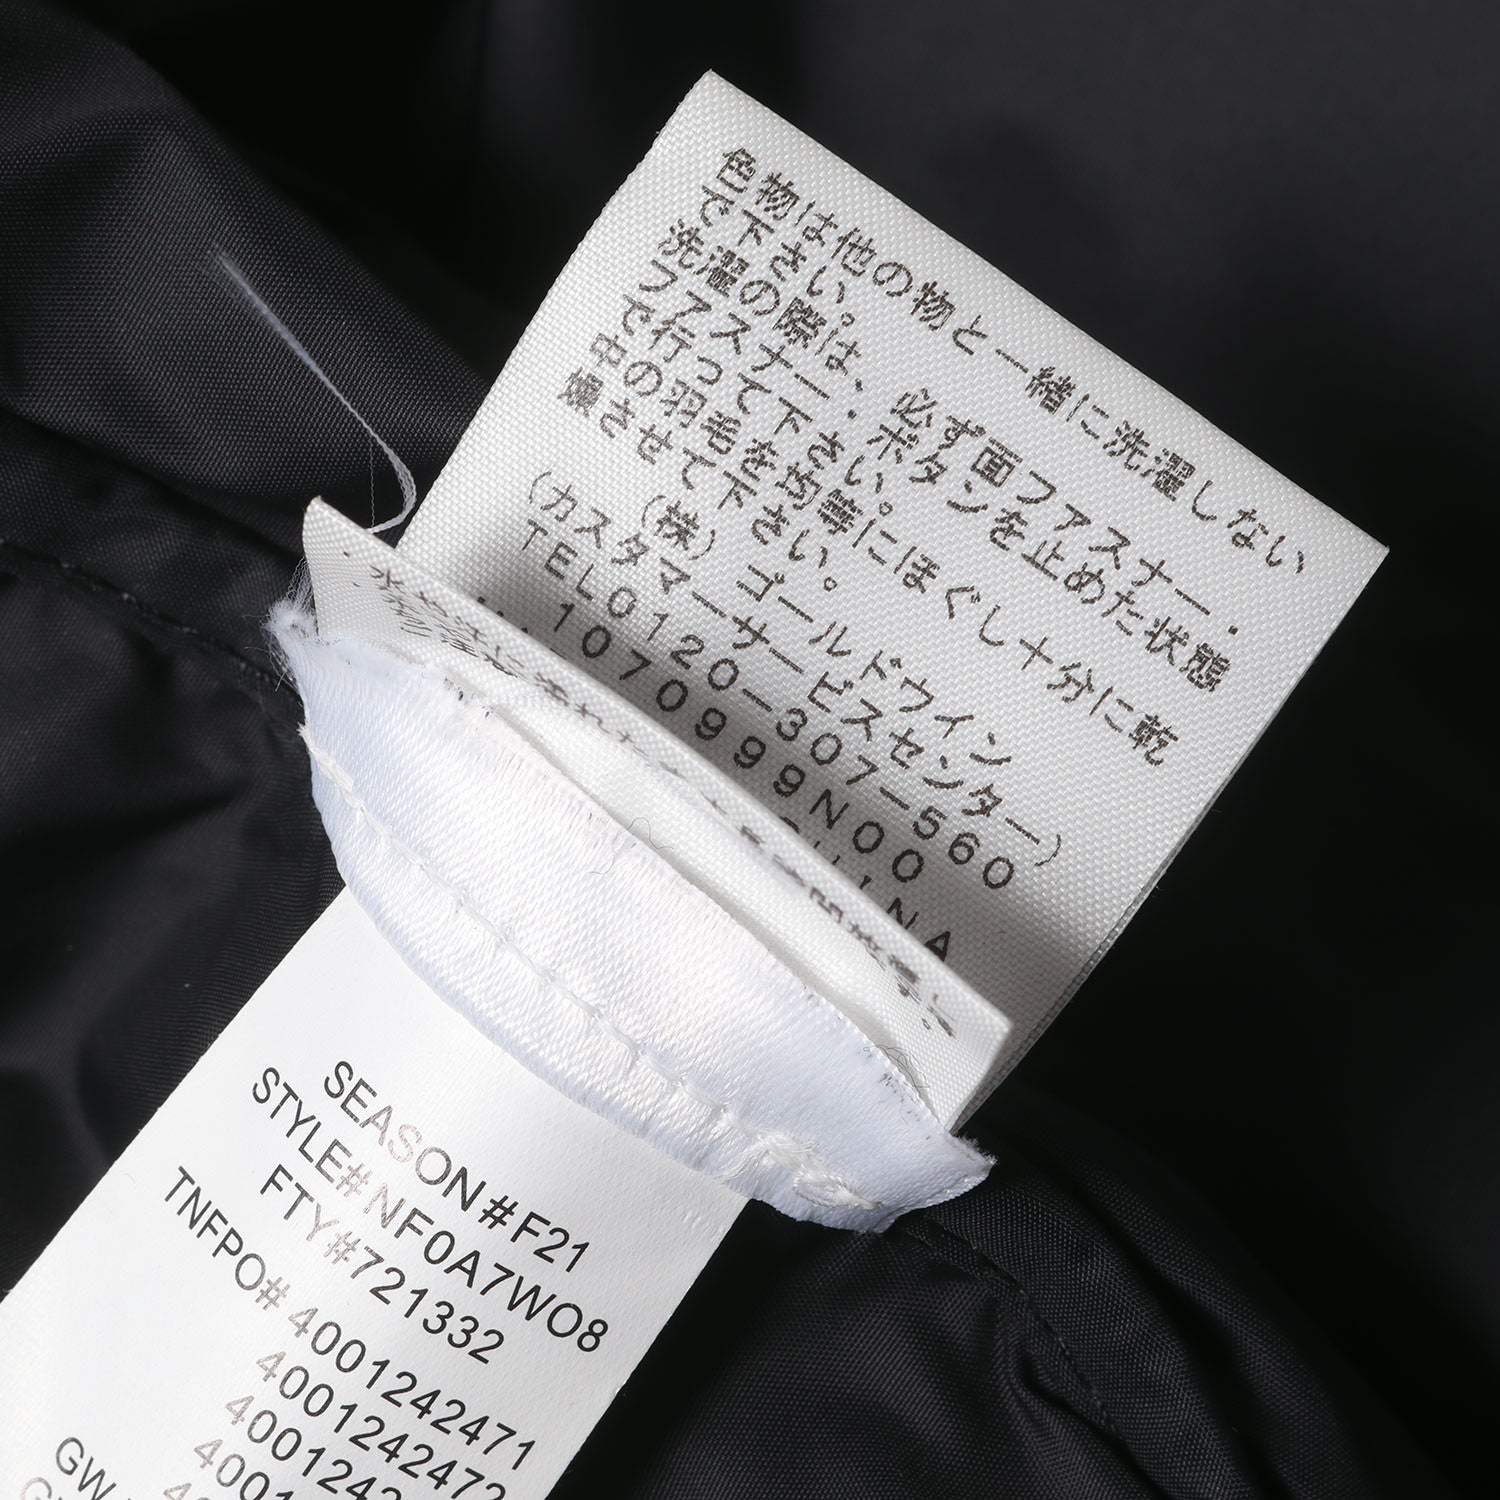 色物は他の物と一緒に洗濯しない
で下さい。
洗濯の際は、必ず面ファスナー・
ファスナー・ボタンを止めた状態
で行って下さい。
中の羽毛を均等にほぐし十分に乾
燥させて下さい。
(株)ゴールドウイン
(カスタマーサービスセンター)
TEL0120-307-560
1070999N00
INA
SEASON#F21
STYLE#NF0A7WO8
FTY#721332
TNFPO#4001242471
4001242472
400124
4001
GW